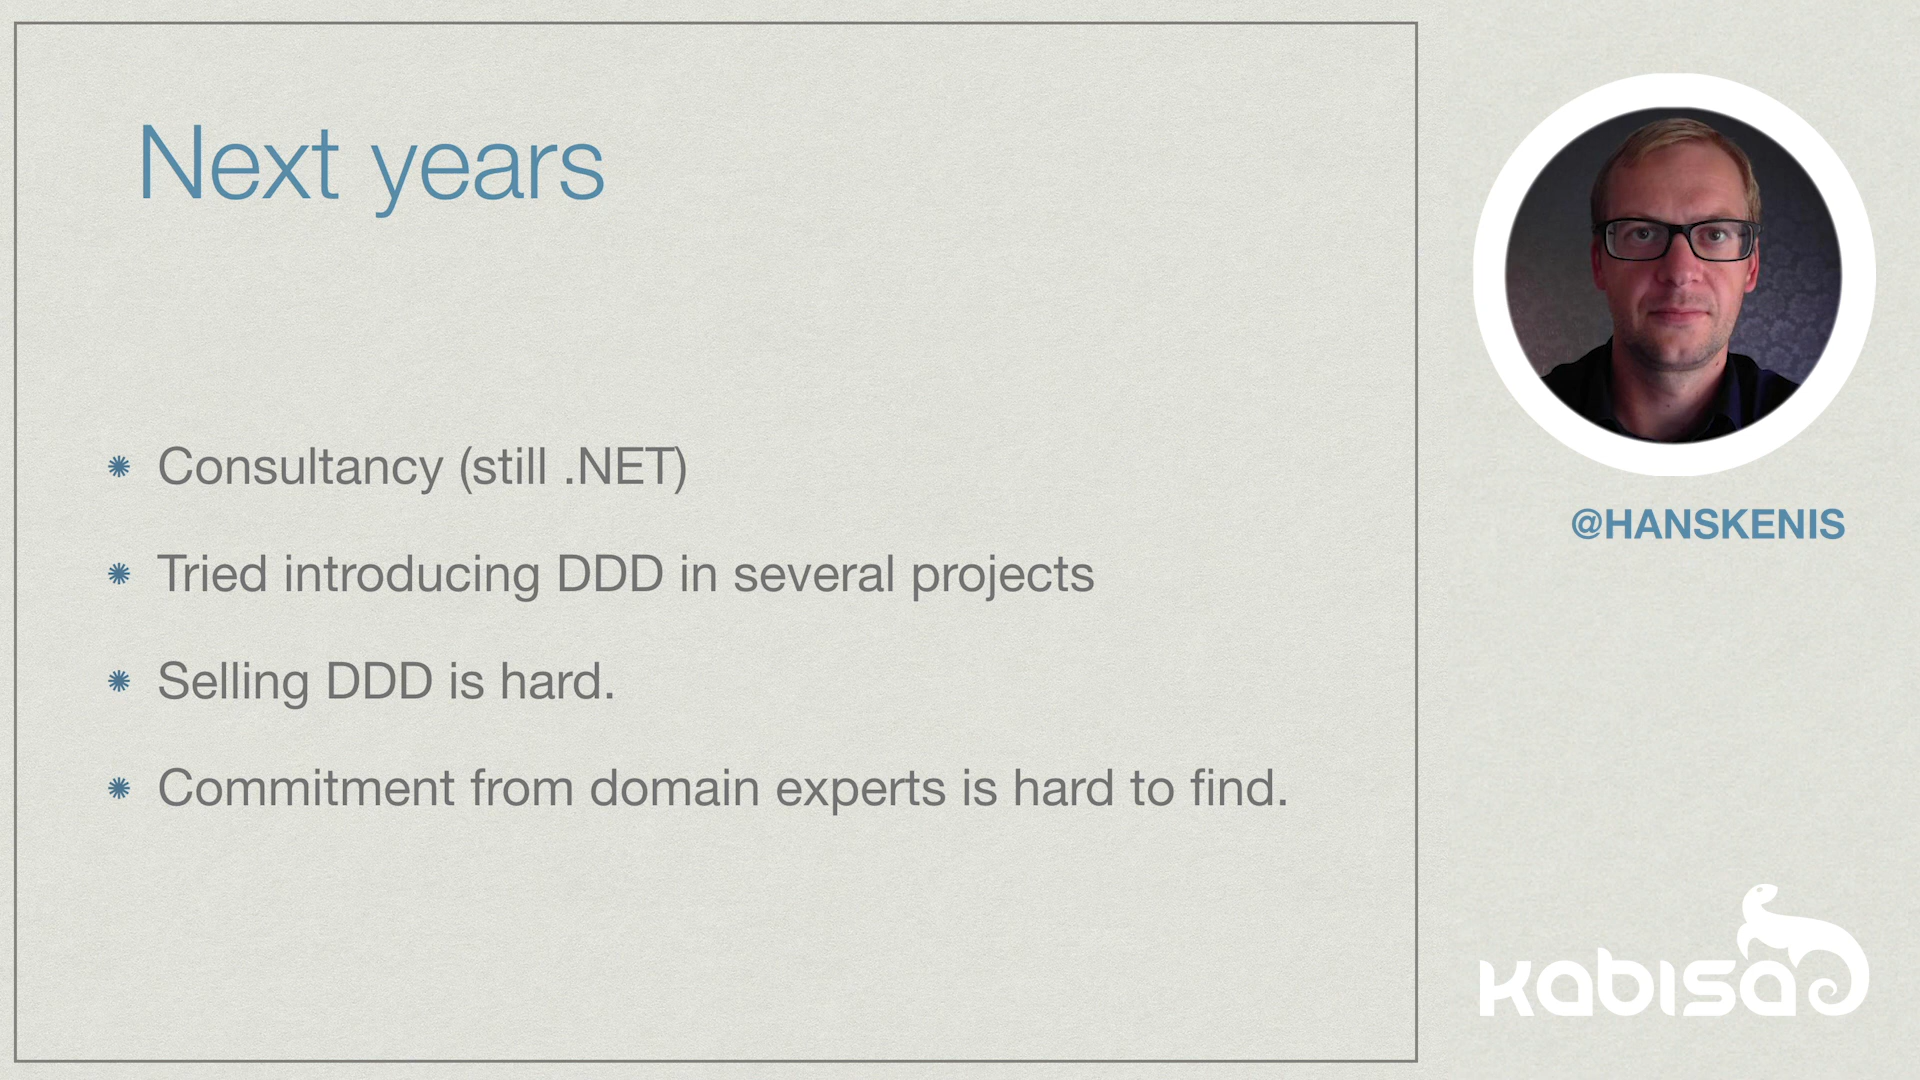 Next years
Consultancy (still .NET)
Tried introducing DDD in several projects
Selling DDD is hard.
Commitment from domain experts is hard to find.
@HANSKENIS
kabisa